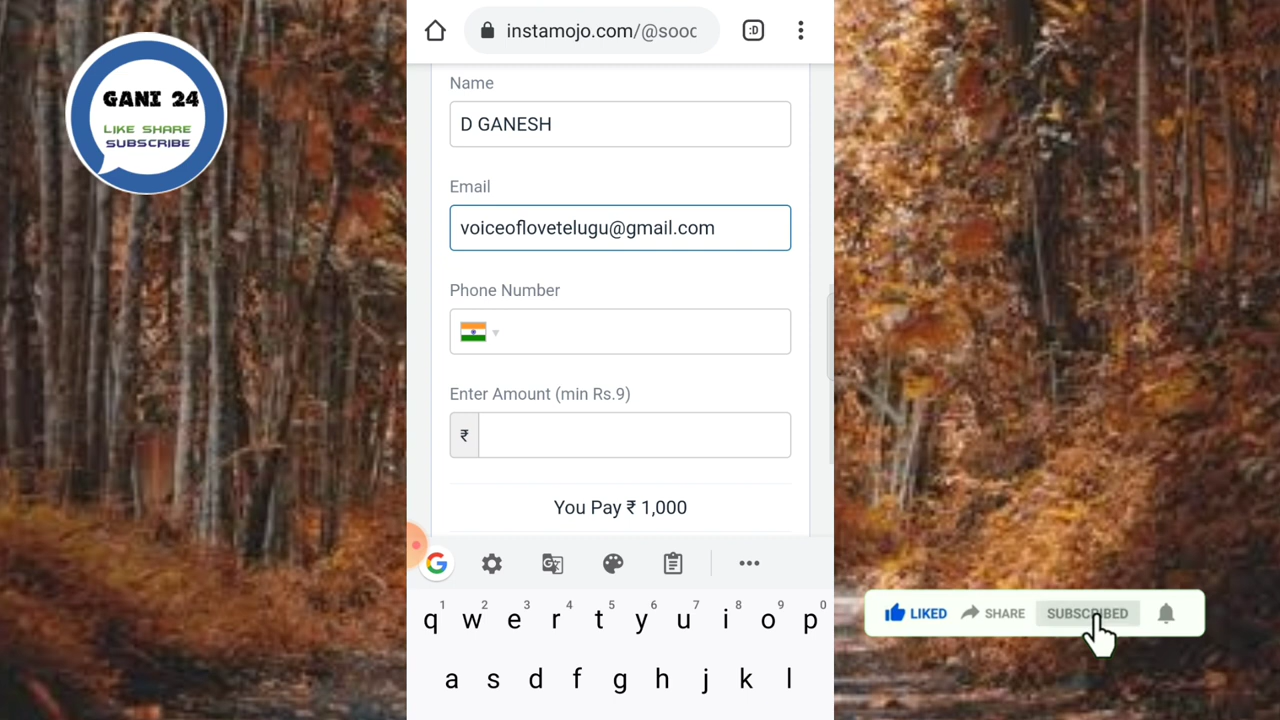 GANI 24
LIKE SHARE
SUBSCRIBE
instamojo.com/@sooc
:D
Name
D GANESH
Email
voiceoflovetelugu@gmail.com
Phone Number
Enter Amount (min Rs.9)
₹
You Pay ₹ 1,000
G
1 2 3 4 5 6 7 8 9 0
q w e r t y u i o p
a s d f g h j k l
LIKED SHARE SUBSCRIBED